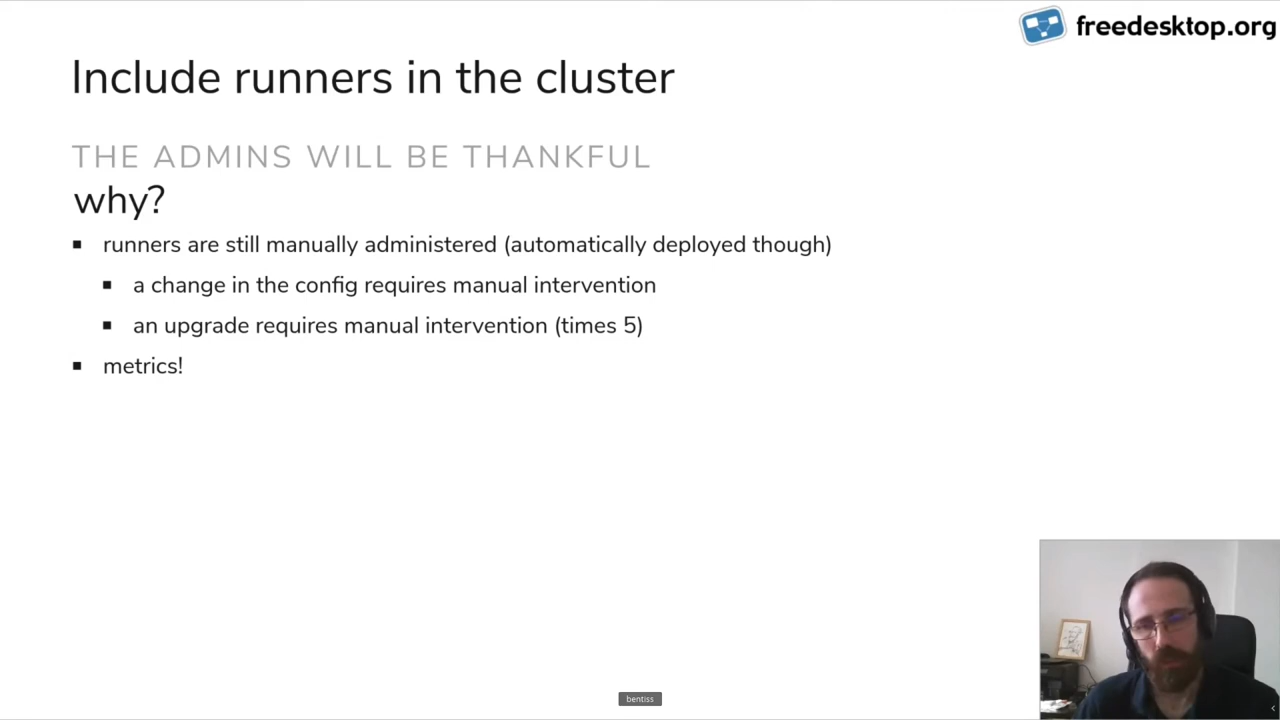 freedesktop.org
Include runners in the cluster
THE ADMINS WILL BE THANKFUL
why?
runners are still manually administered (automatically deployed though)
a change in the config requires manual intervention
an upgrade requires manual intervention (times 5)
metrics!
bentiss